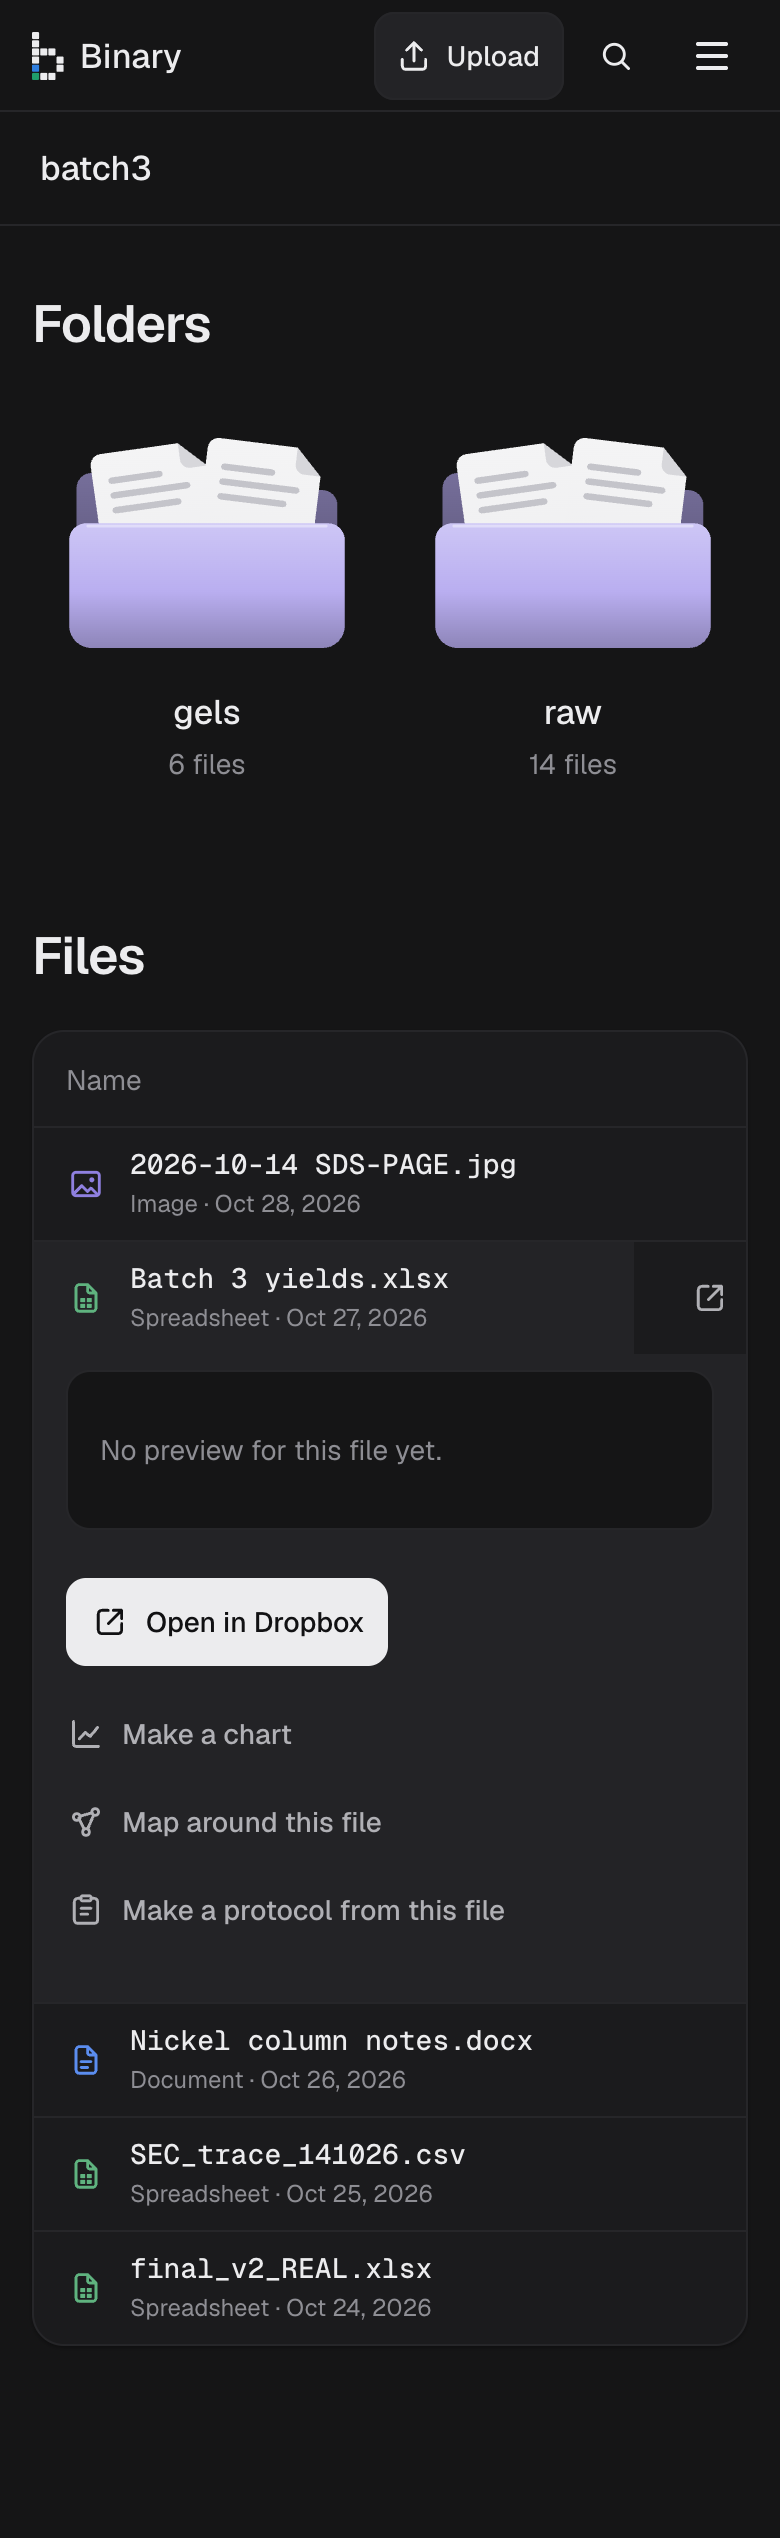 Binary
Upload
batch3
Folders
gels
raw
6 files
14 files
Files
Name
2026-10-14 SDS-PAGE.jpg
Image · Oct 28, 2026
Batch 3 yields.xlsx
Spreadsheet · Oct 27, 2026
No preview for this file yet.
Open in Dropbox
Make a chart
Map around this file
Make a protocol from this file
Nickel column notes.docx
Document · Oct 26, 2026
SEC_trace_141026.csv
Spreadsheet · Oct 25, 2026
final_v2_REAL.xlsx
Spreadsheet · Oct 24, 2026